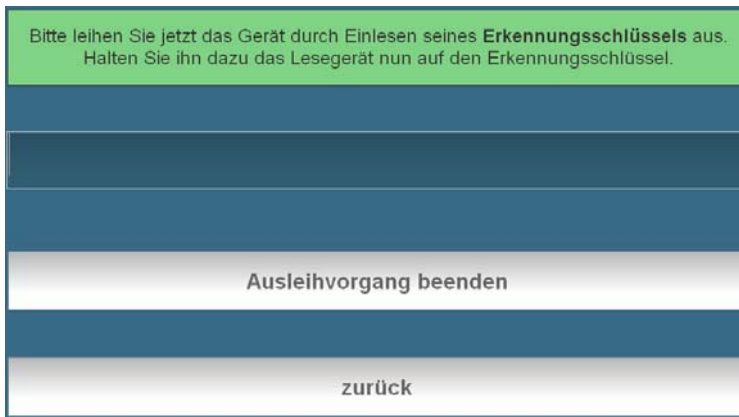 Bitte leihen Sie jetzt das Gerät durch Einlesen seines Erkennungsschlüssels aus.
Halten Sie ihn dazu das Lesegerät nun auf den Erkennungsschlüssel.
Ausleihvorgang beenden
zurück